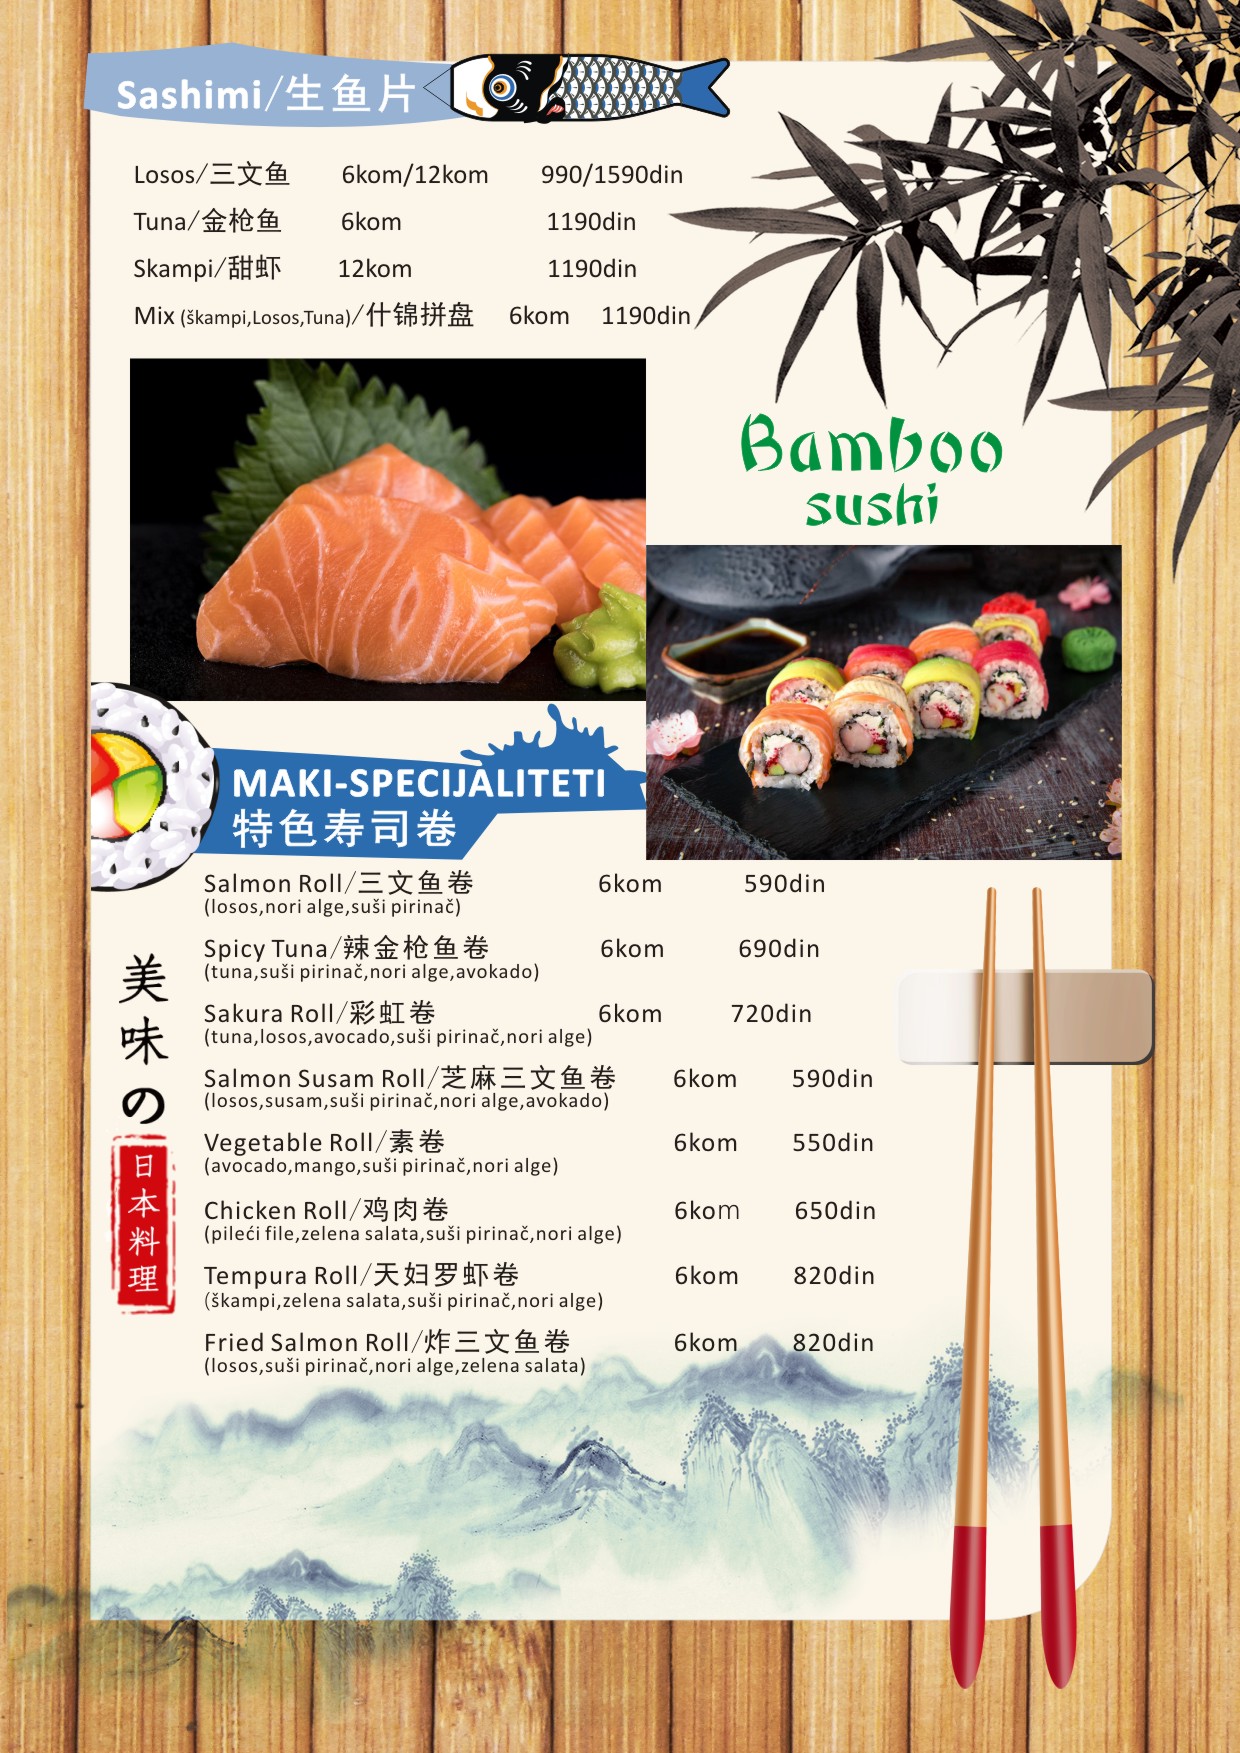 Sashimi/生鱼片
Losos/三文鱼 6kom/12kom 990/1590din
Tuna/金枪鱼 6kom 1190din
Skampi/甜虾 12kom 1190din
Mix (škampi,Losos,Tuna)/什锦拼盘 6kom 1190din
Bamboo
sushi
MAKI-SPECIJALITETI
特色寿司卷
Salmon Roll/三文鱼卷 6kom 590din
(losos,nori alge,suši pirinač)
Spicy Tuna/辣金枪鱼卷 6kom 690din
(tuna,suši pirinač,nori alge,avokado)
Sakura Roll/彩虹卷 6kom 720din
(tuna,losos,avocado,suši pirinač,nori alge)
Salmon Susam Roll/芝麻三文鱼卷 6kom 590din
(losos,susam,suši pirinač,nori alge,avokado)
Vegetable Roll/素卷 6kom 550din
(avocado,mango,suši pirinač,nori alge)
Chicken Roll/鸡肉卷 6kom 650din
(pileći file,zelena salata,suši pirinač,nori alge)
Tempura Roll/天妇罗虾卷 6kom 820din
(škampi,zelena salata,suši pirinač,nori alge)
Fried Salmon Roll/炸三文鱼卷 6kom 820din
(losos,suši pirinač,nori alge,zelena salata)
美味の
日本料理